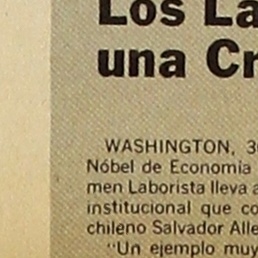 Los La
una Cr
WASHINGTON, 3
Nóbel de Economía
men Laborista lleva a
institucional que co
chileno Salvador Alle
"Un ejemplo muy